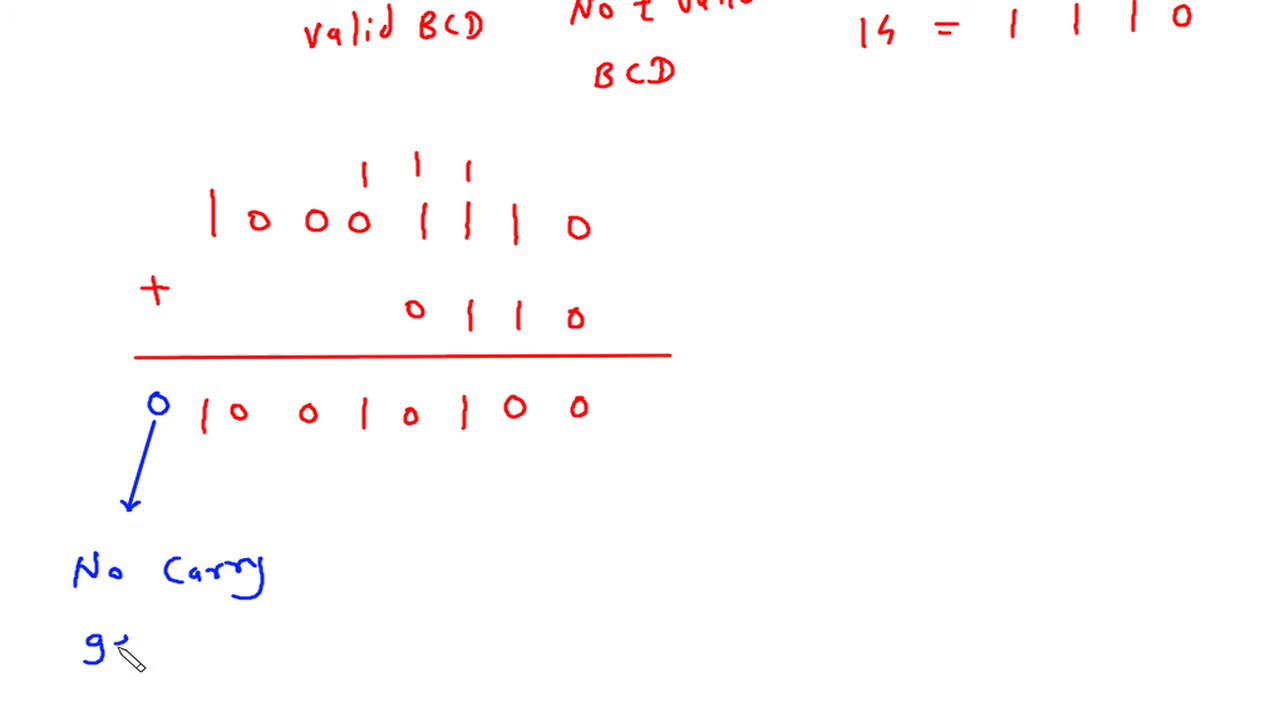 valid BCD
Not
BCD
14 = 1 1 1 0
1 1 1
1 0 0 0 1 1 1 0
+ 0 1 1 0
0 1 0 0 1 0 1 0 0
No Carry